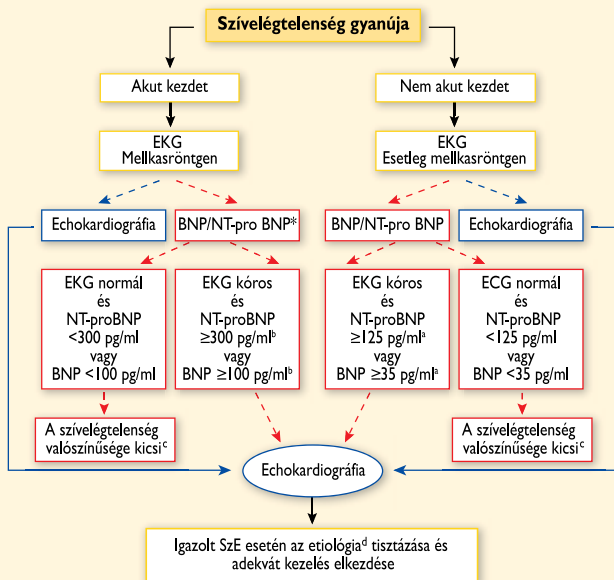 Szívelégtelenség gyanúja
Akut kezdet
Nem akut kezdet
EKG
Mellkasröntgen
EKG
Esetleg mellkasröntgen
Echokardiográfia
BNP/NT-pro BNP*
BNP/NT-pro BNP
Echokardiográfia
EKG normál
és
NT-proBNP
<300 pg/ml
vagy
BNP <100 pg/ml
EKG kóros
és
NT-proBNP
≥300 pg/mlᵇ
vagy
BNP ≥100 pg/mlᵇ
EKG kóros
és
NT-proBNP
≥125 pg/mlᵃ
vagy
BNP ≥35 pg/mlᵃ
ECG normál
és
NT-proBNP
<125 pg/ml
vagy
BNP <35 pg/ml
A szívelégtelenség
valószínűsége kicsiᶜ
A szívelégtelenség
valószínűsége kicsiᶜ
Echokardiográfia
Igazolt SzE esetén az etiológiaᵈ tisztázása és
adekvát kezelés elkezdése